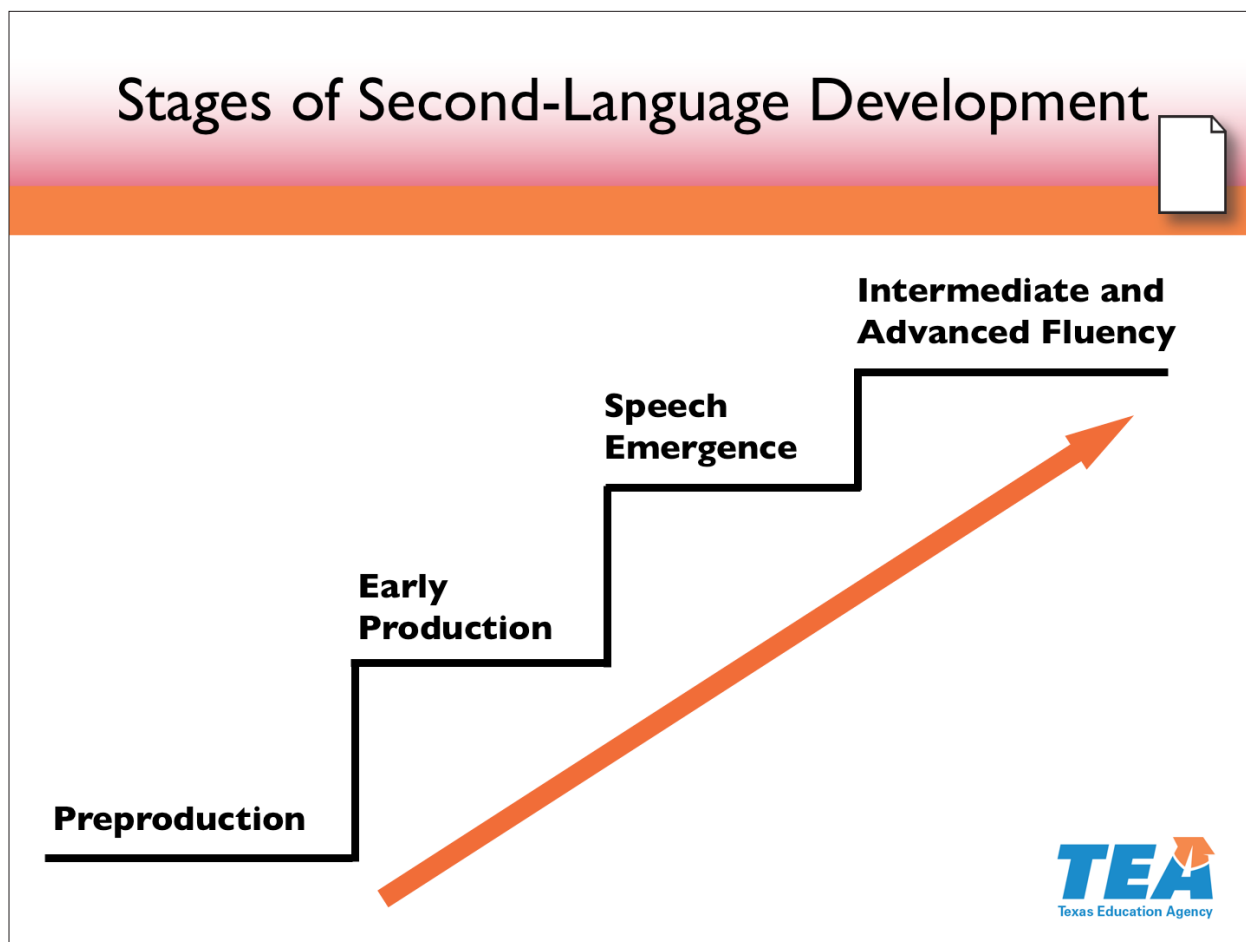 Stages of Second-Language Development
Intermediate and
Advanced Fluency
Speech
Emergence
Early
Production
Preproduction
TEA
Texas Education Agency